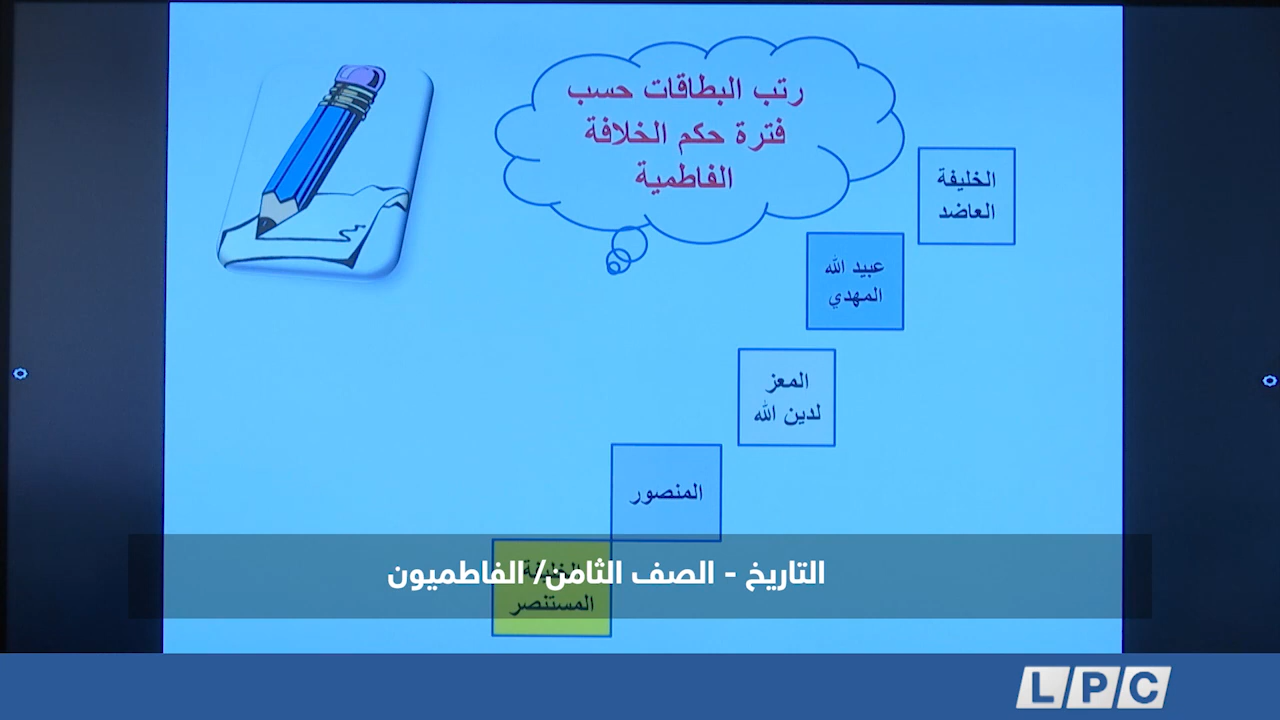 رتب البطاقات حسب
فترة حكم الخلافة
الفاطمية
الخليفة
العاضد
عبيد الله
المهدي
المعز
لدين الله
المنصور
الخليفة
المستنصر
التاريخ - الصف الثامن/ الفاطميون
LPC